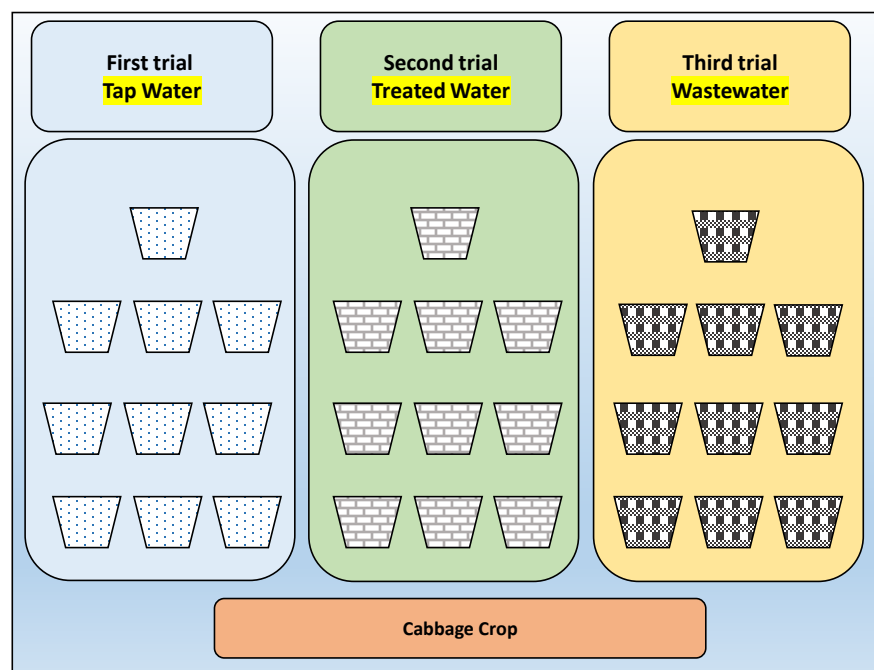 First trial
Tap Water
Second trial
Treated Water
Third trial
Wastewater
Cabbage Crop